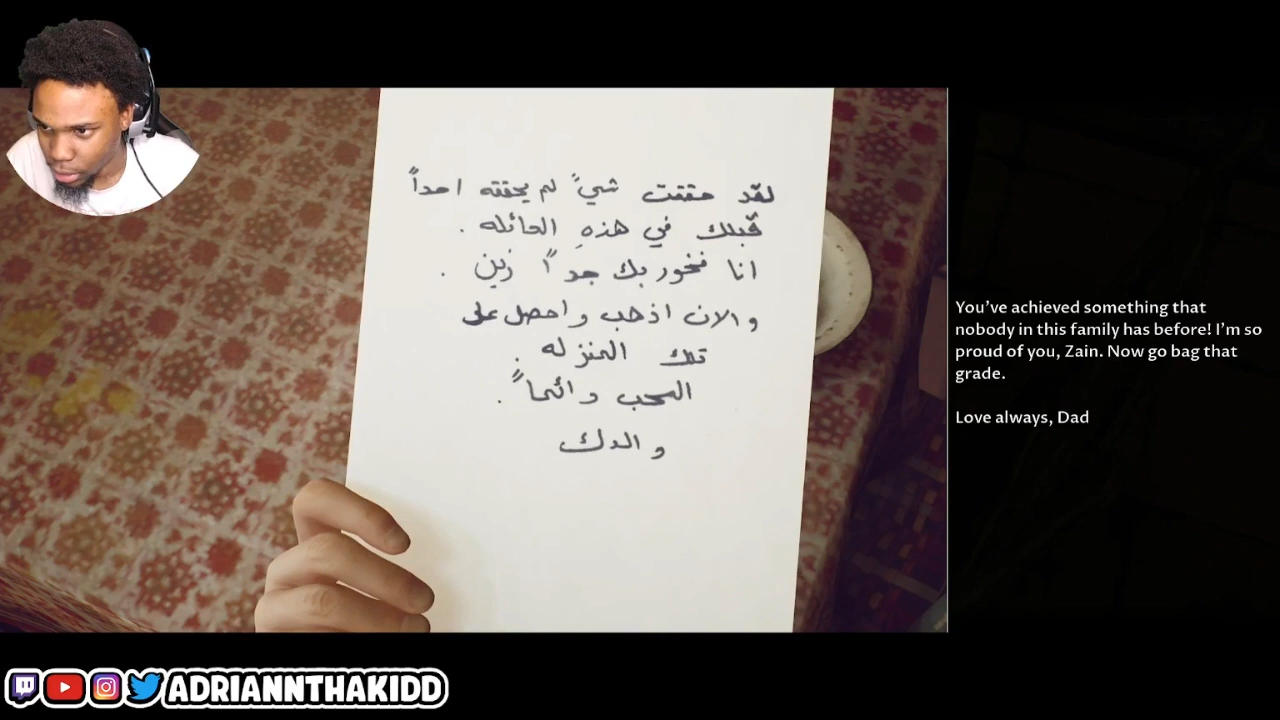 لقد حققت شيءً لم يحققه احداً
قبلك في هذهِ العائله .
انا فخور بك جداً زين .
والان اذهب واحصل على
تلك المنزله .
المحب دائماً .
والدك
You've achieved something that
nobody in this family has before! I'm so
proud of you, Zain. Now go bag that
grade.
Love always, Dad
ADRIANNTHAKIDD